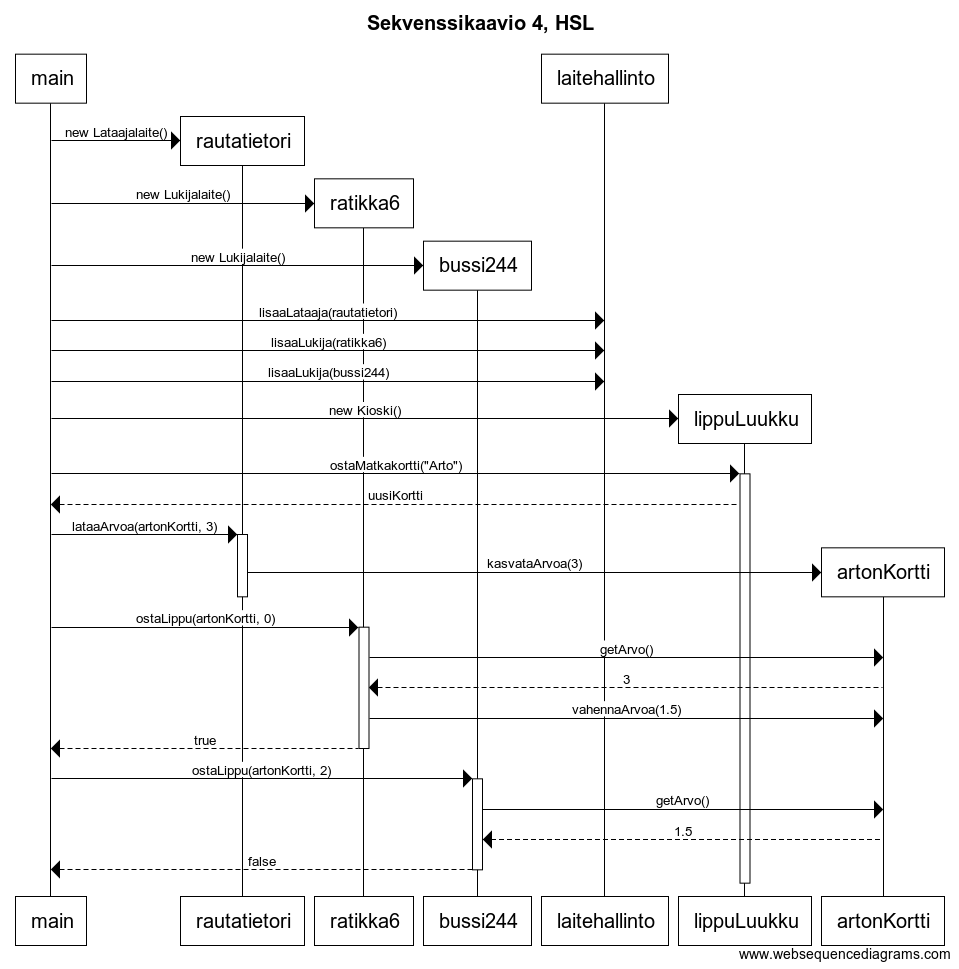 Sekvenssikaavio 4, HSL
main
laitehallinto
new Lataajalaite()
rautatietori
new Lukijalaite()
ratikka6
new Lukijalaite()
bussi244
lisaaLataaja(rautatietori)
lisaaLukija(ratikka6)
lisaaLukija(bussi244)
new Kioski()
lippuLuukku
ostaMatkakortti("Arto")
uusiKortti
lataaArvoa(artonKortti, 3)
kasvataArvoa(3)
artonKortti
ostaLippu(artonKortti, 0)
getArvo()
3
vahennaArvoa(1.5)
true
ostaLippu(artonKortti, 2)
getArvo()
1.5
false
main
rautatietori
ratikka6
bussi244
laitehallinto
lippuLuukku
artonKortti
www.websequencediagrams.com